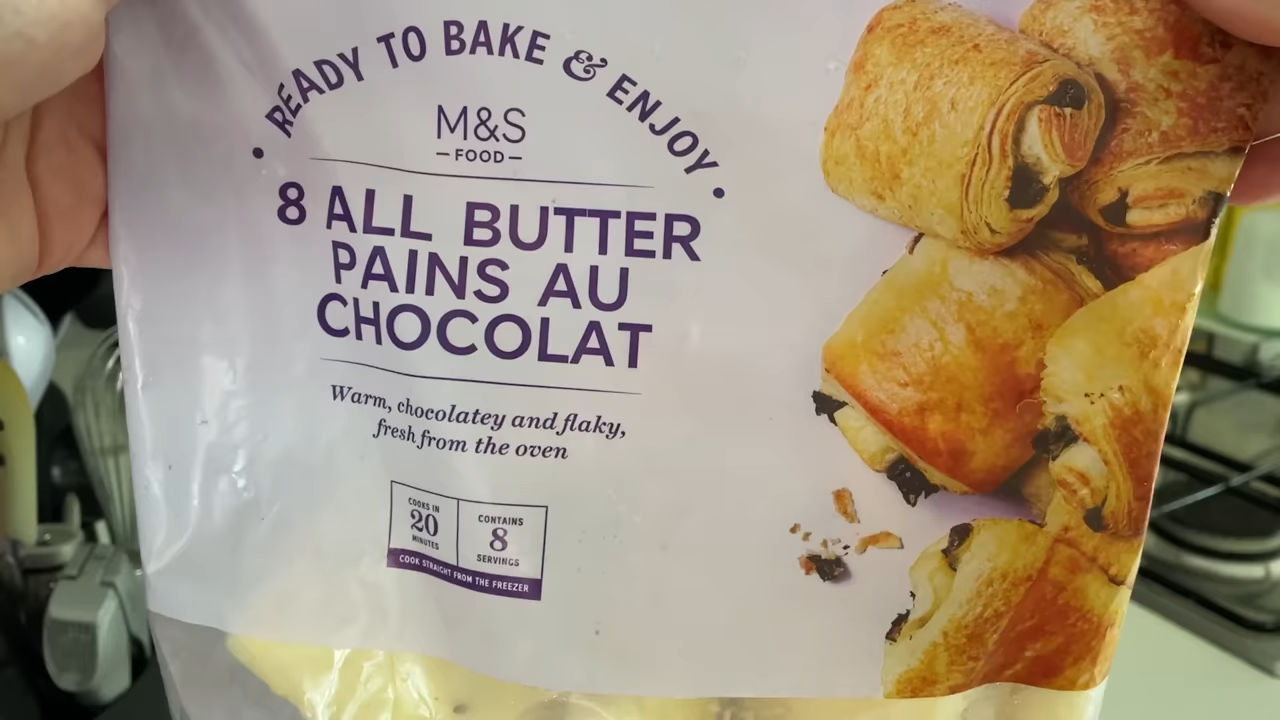 READY TO BAKE & ENJOY
M&S
FOOD
8 ALL BUTTER
PAINS AU
CHOCOLAT
Warm, chocolatey and flaky,
fresh from the oven
COOKS IN
20
MINUTES
CONTAINS
8
SERVINGS
COOK STRAIGHT FROM THE FREEZER